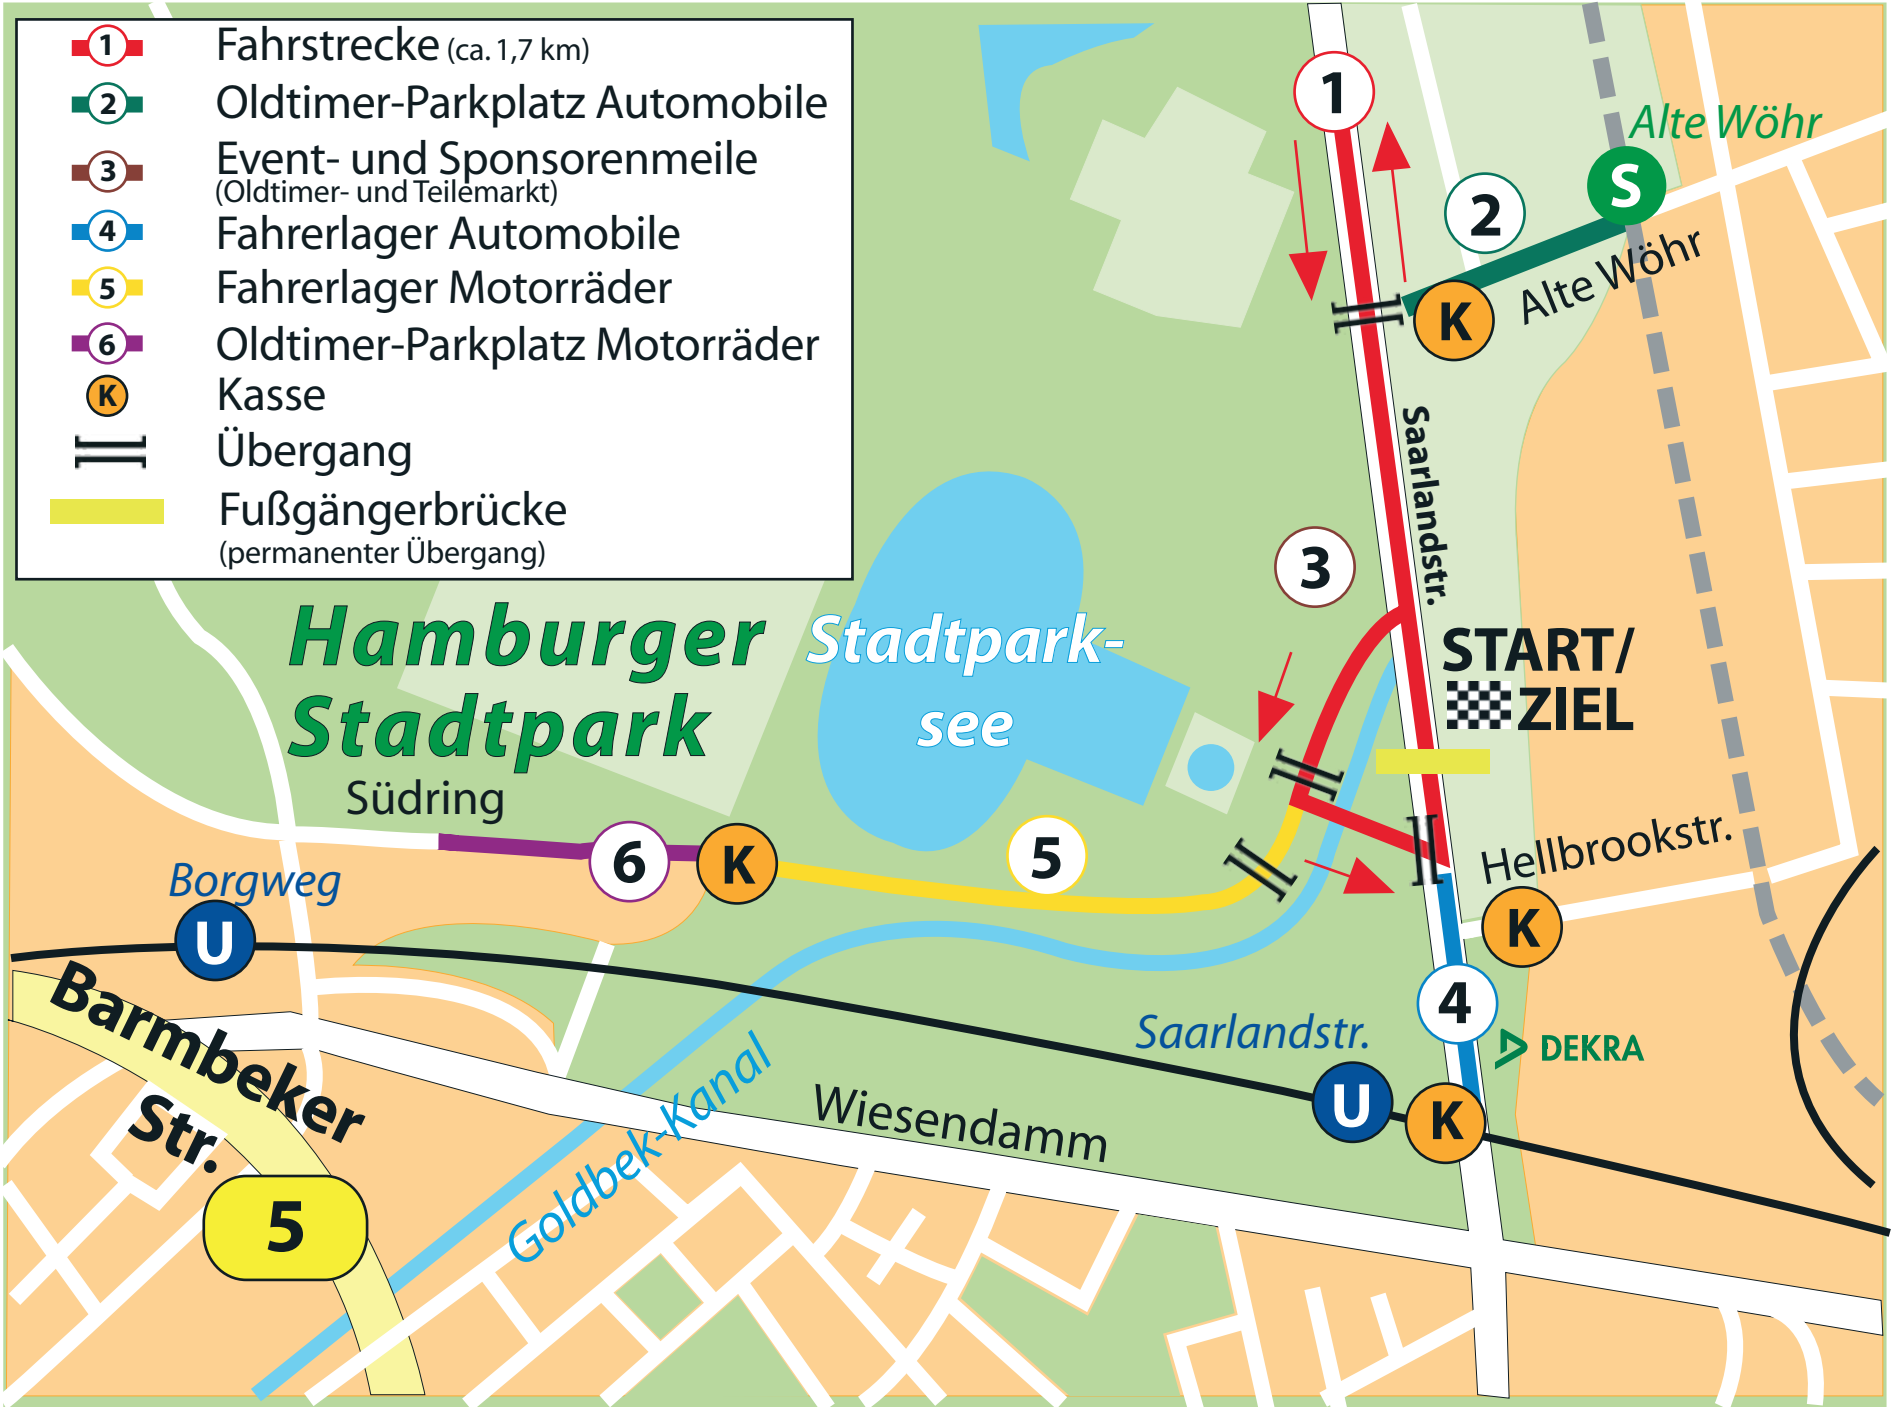 1 Fahrstrecke (ca. 1,7 km)
2 Oldtimer-Parkplatz Automobile
3 Event- und Sponsorenmeile
(Oldtimer- und Teilemarkt)
4 Fahrerlager Automobile
5 Fahrerlager Motorräder
6 Oldtimer-Parkplatz Motorräder
K Kasse
Übergang
Fußgängerbrücke
(permanenter Übergang)
1
Alte Wöhr
S
2
Alte Wöhr
K
Saarlandstr.
3
Hamburger
Stadtpark
Stadtpark-
see
START/
ZIEL
Südring
6
K
5
Hellbrookstr.
K
Borgweg
U
4
DEKRA
Saarlandstr.
U
K
Barmbeker
Str.
5
Goldbek-Kanal
Wiesendamm